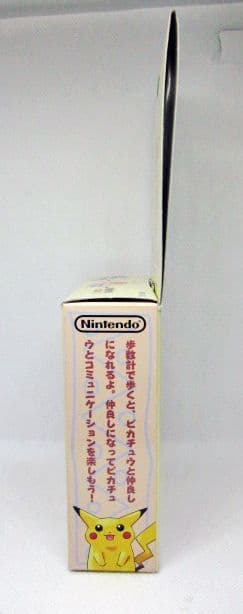 Nintendo
歩数計で歩くと、ピカチュウと仲良し
になれるよ。仲良しになってピカチュ
ウとコミュニケーションを楽しもう！